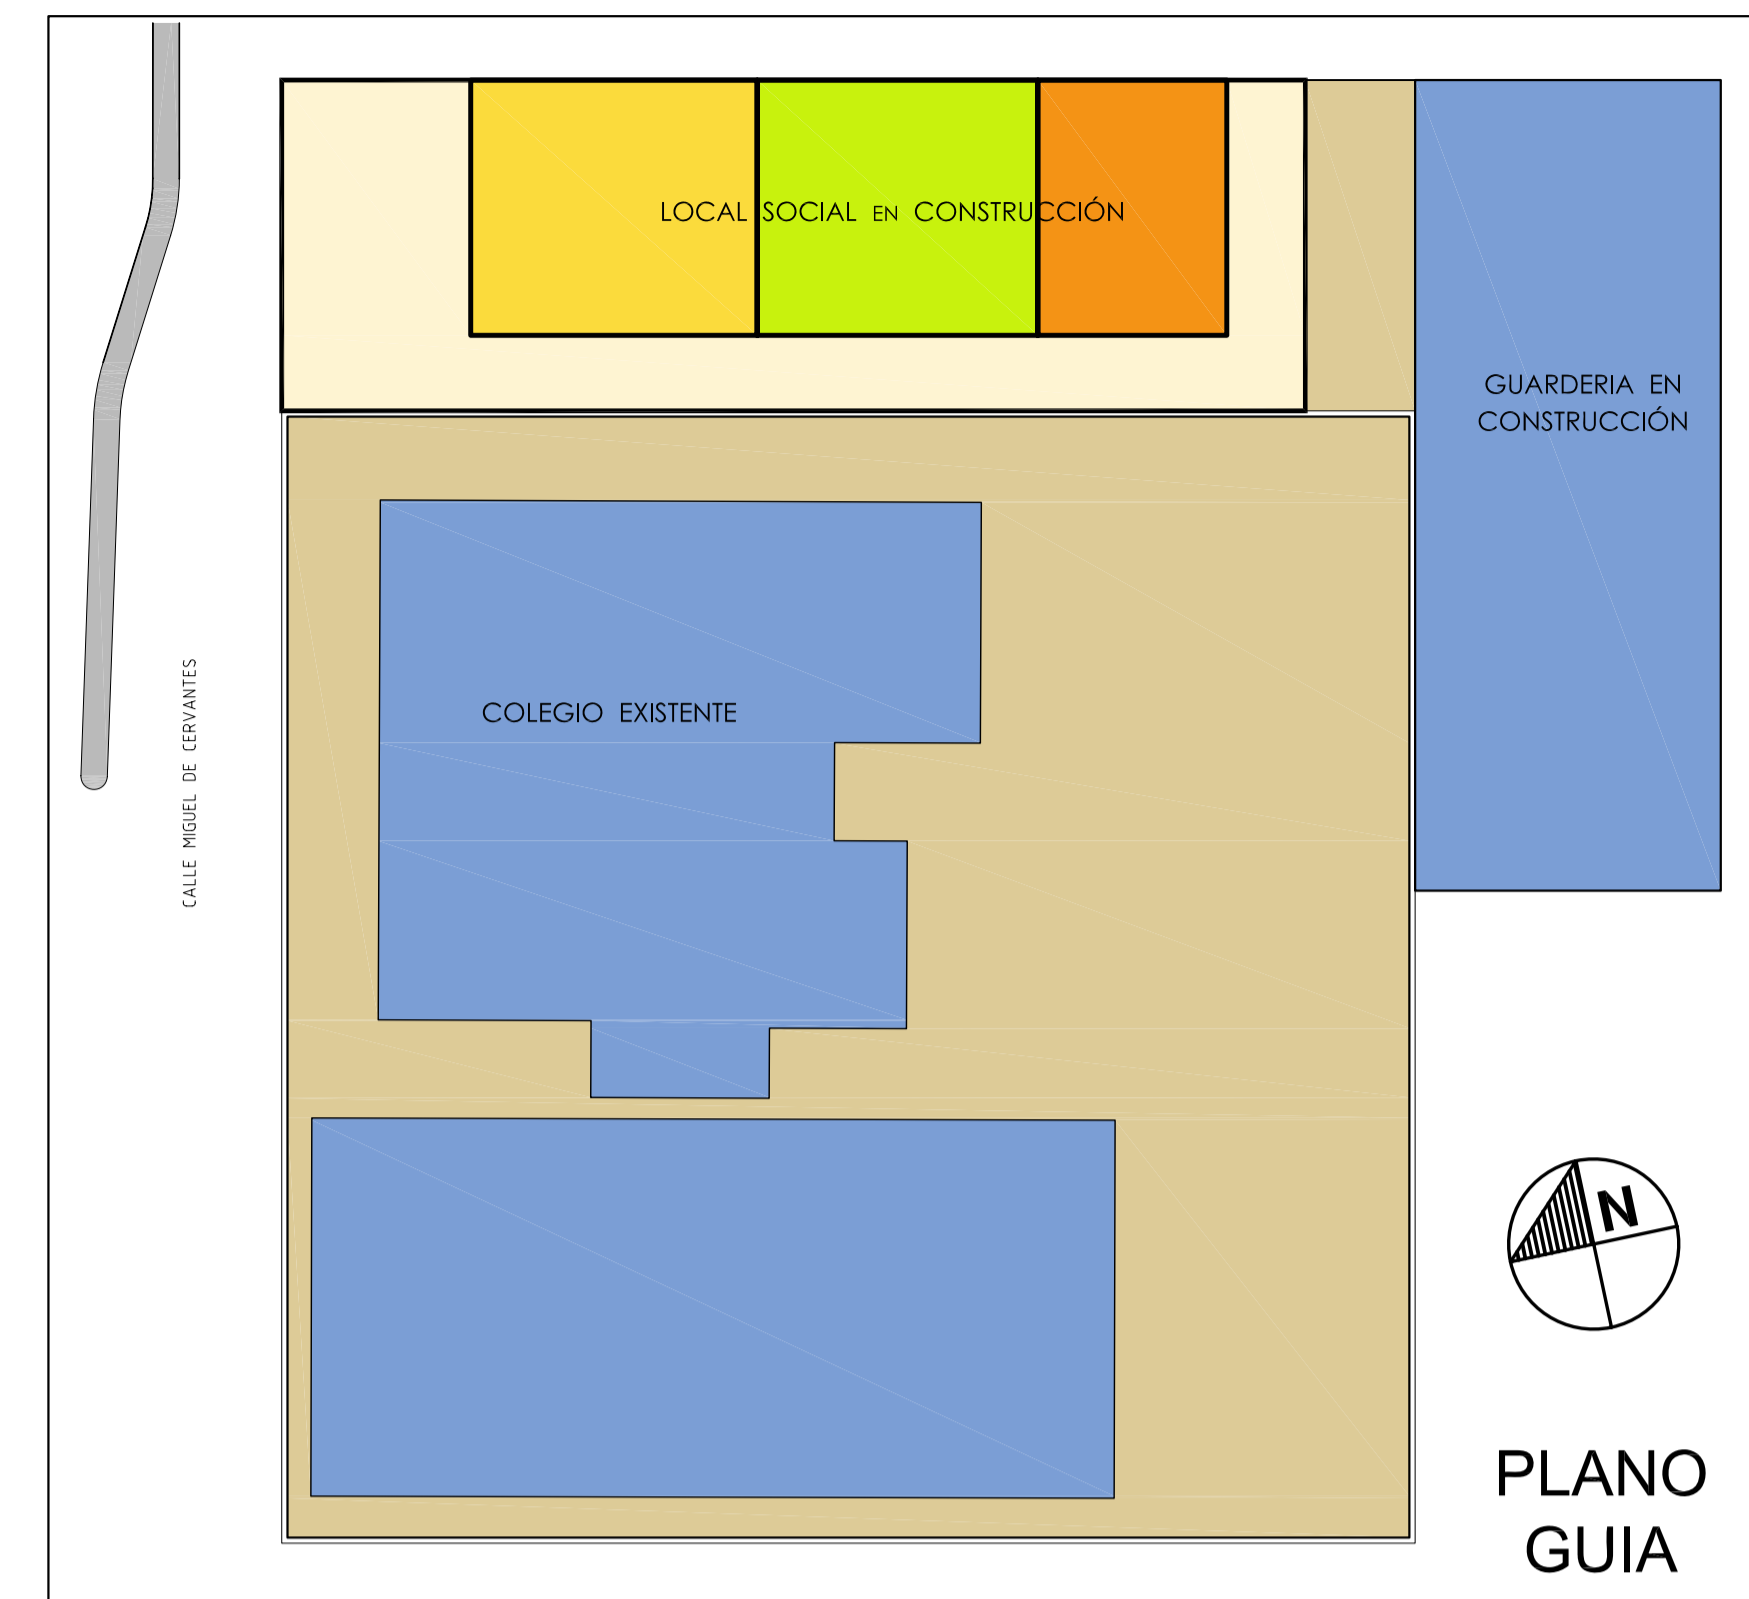 LOCAL SOCIAL EN CONSTRUCCIÓN
GUARDERIA EN
CONSTRUCCIÓN
COLEGIO EXISTENTE
CALLE MIGUEL DE CERVANTES
N
PLANO
GUIA